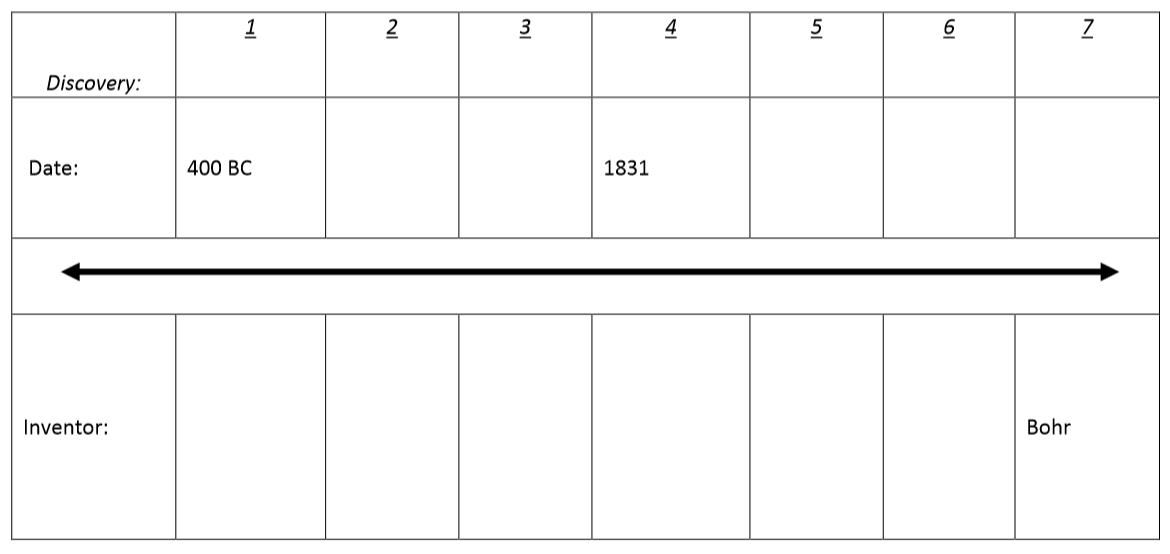 1 2 3 4 5 6 7
Discovery:
Date: 400 BC 1831
Inventor: Bohr